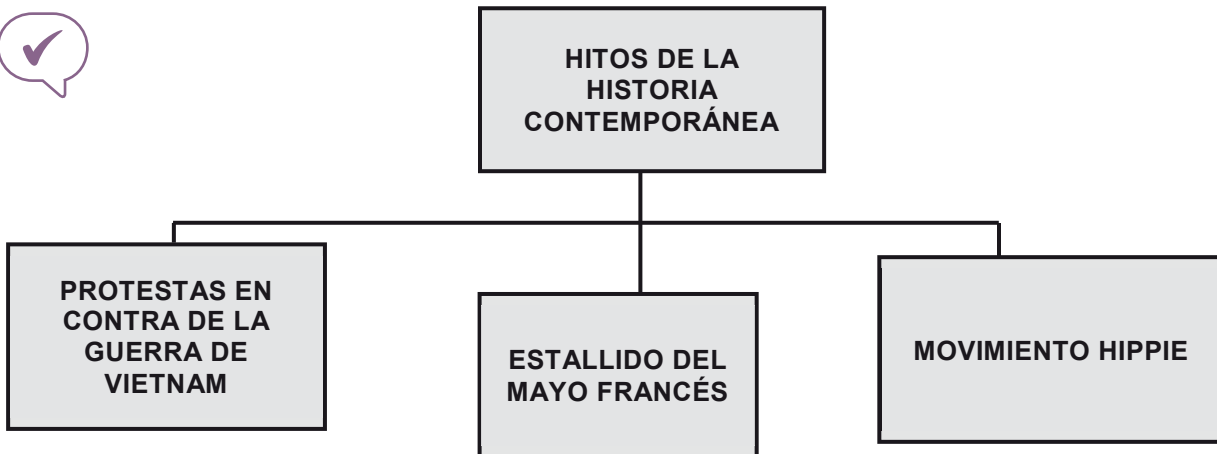 HITOS DE LA
HISTORIA
CONTEMPORÁNEA
PROTESTAS EN
CONTRA DE LA
GUERRA DE
VIETNAM
ESTALLIDO DEL
MAYO FRANCÉS
MOVIMIENTO HIPPIE